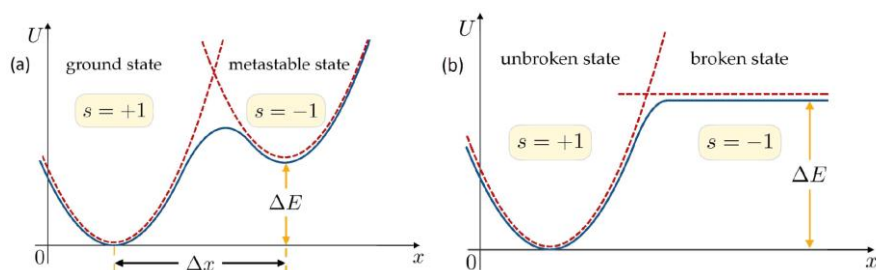 (a)
U
ground state
metastable state
s = +1
s = −1
ΔE
0
Δx
x
(b)
U
unbroken state
broken state
s = +1
s = −1
ΔE
0
x